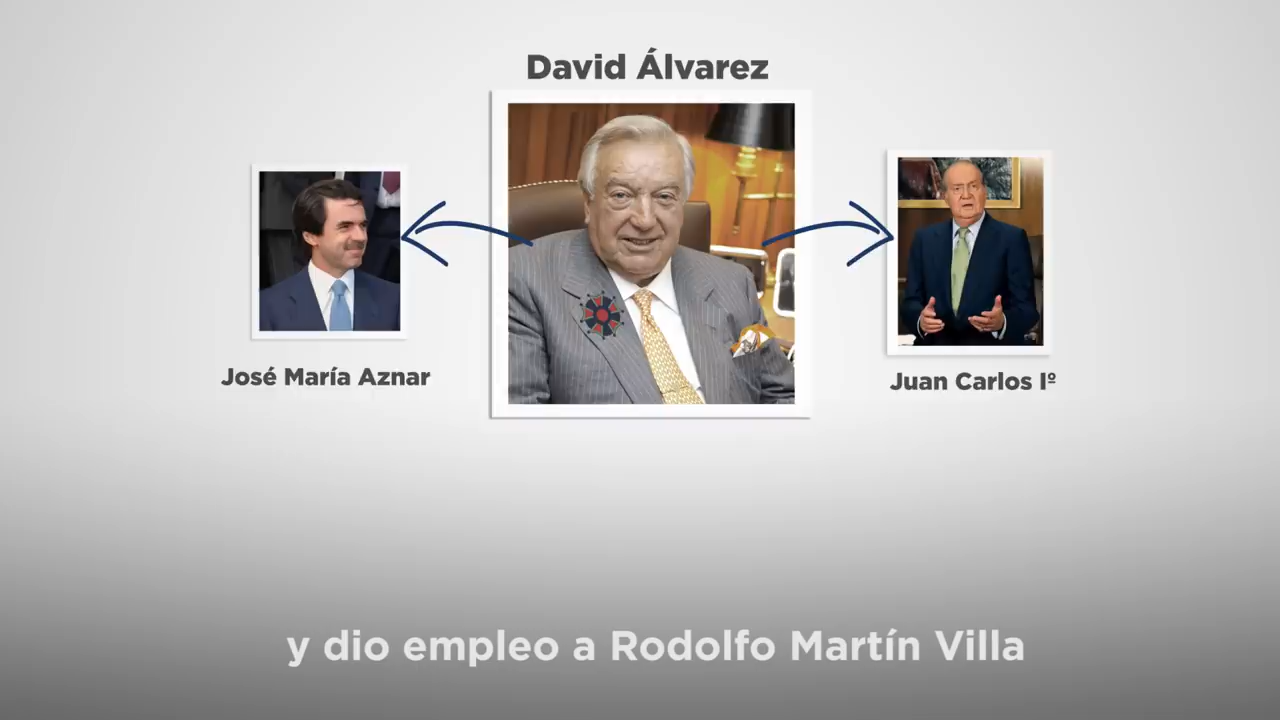 David Álvarez
José María Aznar
Juan Carlos Iº
y dio empleo a Rodolfo Martín Villa